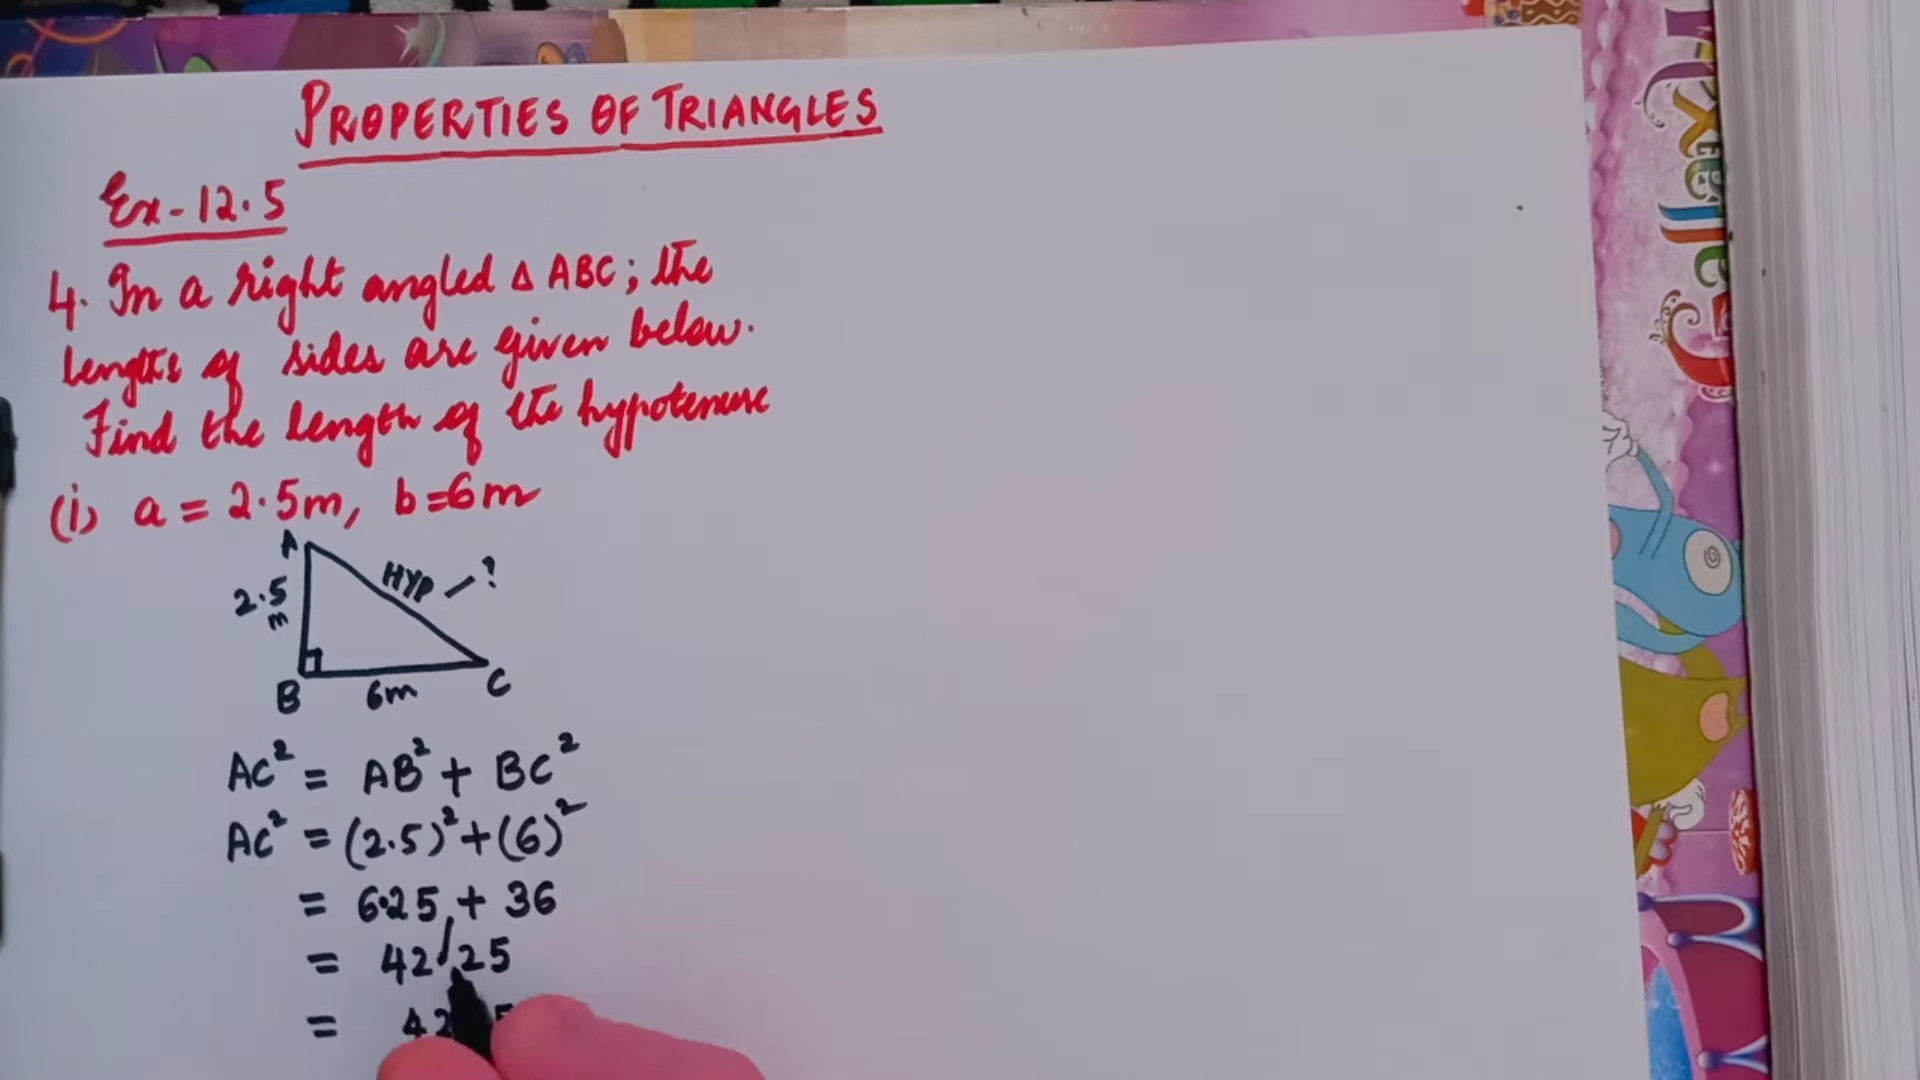 PROPERTIES OF TRIANGLES
Ex-12.5
4. In a right angled Δ ABC; the
lengths of sides are given below.
Find the length of the hypotenuse
(i) a = 2.5m, b=6m
A
HYP - ?
2.5
m
B
6m
C
AC² = AB² + BC²
AC² = (2.5)² + (6)²
= 6.25 + 36
= 42/25
=